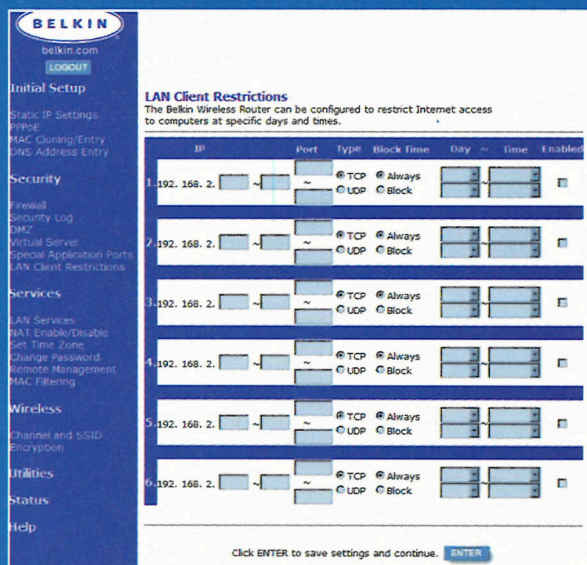 BELKIN
belkin.com
LOGOUT
Initial Setup
Static IP Settings
PPPoE
MAC Cloning/Entry
DNS Address Entry
Security
Firewall
Security Log
DMZ
Virtual Server
Special Application Ports
LAN Client Restrictions
Services
LAN Services
NAT Enable/Disable
Set Time Zone
Change Password
Remote Management
MAC Filtering
Wireless
Channel and SSID
Encryption
Utilities
Status
Help
LAN Client Restrictions
The Belkin Wireless Router can be configured to restrict Internet access
to computers at specific days and times.
IP Port Type Block Time Day ~ Time Enabled
1. 192. 168. 2. ~ ~ TCP Always ~
UDP Block
2. 192. 168. 2. ~ ~ TCP Always ~
UDP Block
3. 192. 168. 2. ~ ~ TCP Always ~
UDP Block
4. 192. 168. 2. ~ ~ TCP Always ~
UDP Block
5. 192. 168. 2. ~ ~ TCP Always ~
UDP Block
6. 192. 168. 2. ~ ~ TCP Always ~
UDP Block
Click ENTER to save settings and continue. ENTER